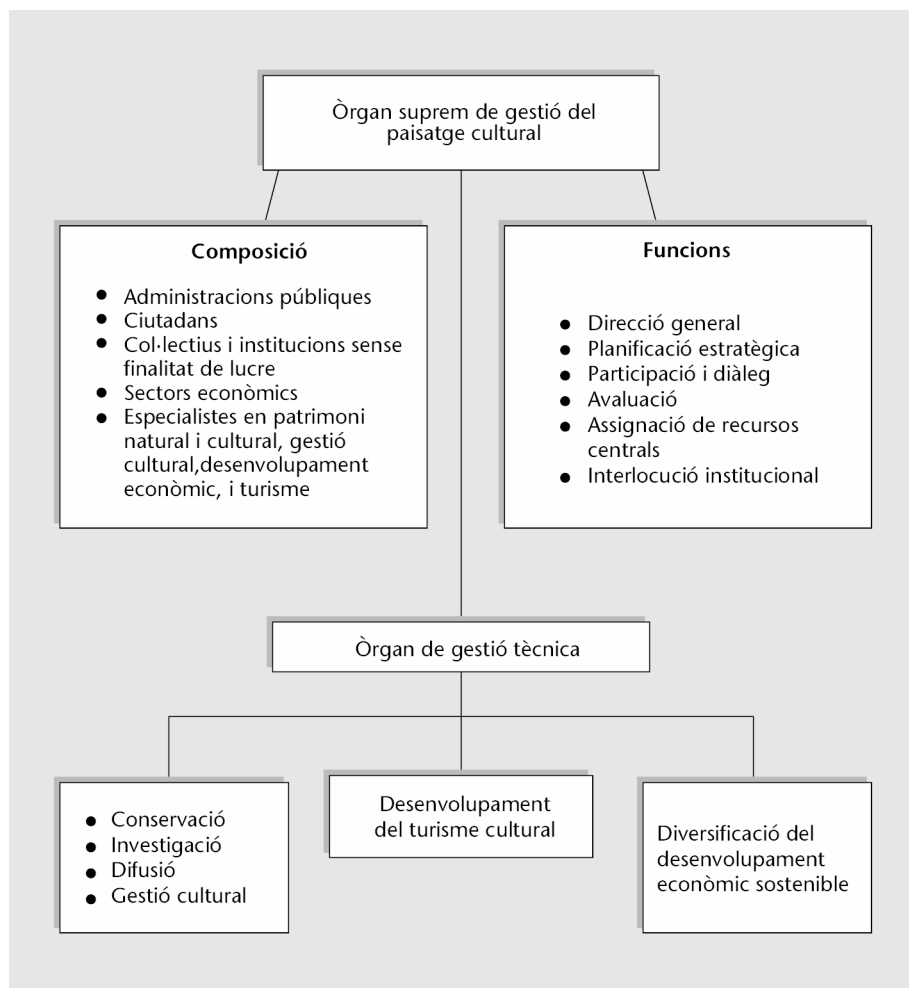 Òrgan suprem de gestió del
paisatge cultural
Composició
● Administracions públiques
● Ciutadans
● Col·lectius i institucions sense
finalitat de lucre
● Sectors econòmics
● Especialistes en patrimoni
natural i cultural, gestió
cultural,desenvolupament
econòmic, i turisme
Funcions
● Direcció general
● Planificació estratègica
● Participació i diàleg
● Avaluació
● Assignació de recursos
centrals
● Interlocució institucional
Òrgan de gestió tècnica
● Conservació
● Investigació
● Difusió
● Gestió cultural
Desenvolupament
del turisme cultural
Diversificació del
desenvolupament
econòmic sostenible